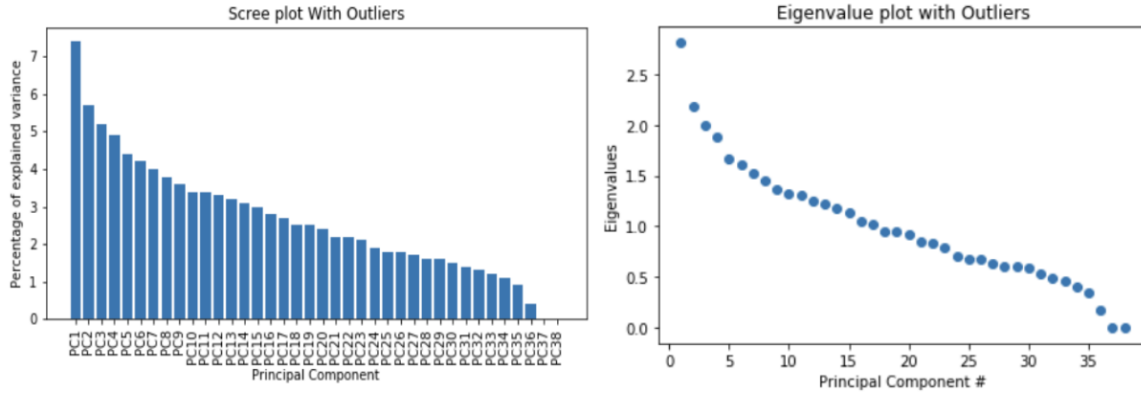 Scree plot With Outliers
Percentage of explained variance
7
6
5
4
3
2
1
0
PC1
PC2
PC3
PC4
PC5
PC6
PC7
PC8
PC9
PC10
PC11
PC12
PC13
PC14
PC15
PC16
PC17
PC18
PC19
PC20
PC21
PC22
PC23
PC24
PC25
PC26
PC27
PC28
PC29
PC30
PC31
PC32
PC33
PC34
PC35
PC36
PC37
PC38
Principal Component
Eigenvalue plot with Outliers
Eigenvalues
2.5
2.0
1.5
1.0
0.5
0.0
0 5 10 15 20 25 30 35
Principal Component #